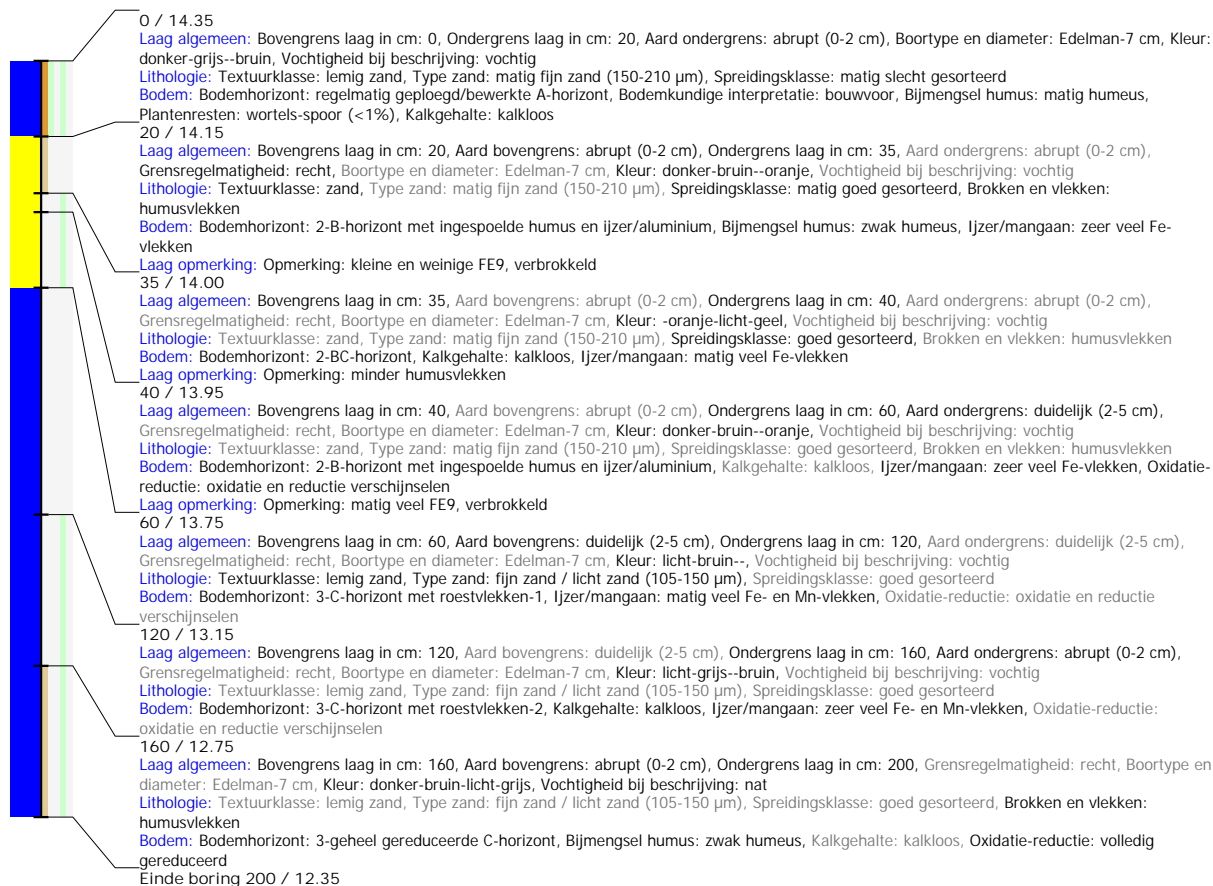 0 / 14.35
Laag algemeen: Bovengrens laag in cm: 0, Ondergrens laag in cm: 20, Aard ondergrens: abrupt (0-2 cm), Boortype en diameter: Edelman-7 cm, Kleur:
donker-grijs--bruin, Vochtigheid bij beschrijving: vochtig
Lithologie: Textuurklasse: lemig zand, Type zand: matig fijn zand (150-210 µm), Spreidingsklasse: matig slecht gesorteerd
Bodem: Bodemhorizont: regelmatig geploegd/bewerkte A-horizont, Bodemkundige interpretatie: bouwvoor, Bijmengsel humus: matig humeus,
Plantenresten: wortels-spoor (<1%), Kalkgehalte: kalkloos
20 / 14.15
Laag algemeen: Bovengrens laag in cm: 20, Aard bovengrens: abrupt (0-2 cm), Ondergrens laag in cm: 35, Aard ondergrens: abrupt (0-2 cm),
Grensregelmatigheid: recht, Boortype en diameter: Edelman-7 cm, Kleur: donker-bruin--oranje, Vochtigheid bij beschrijving: vochtig
Lithologie: Textuurklasse: zand, Type zand: matig fijn zand (150-210 µm), Spreidingsklasse: matig goed gesorteerd, Brokken en vlekken:
humusvlekken
Bodem: Bodemhorizont: 2-B-horizont met ingespoelde humus en ijzer/aluminium, Bijmengsel humus: zwak humeus, Ijzer/mangaan: zeer veel Fe-
vlekken
Laag opmerking: Opmerking: kleine en weinige FE9, verbrokkeld
35 / 14.00
Laag algemeen: Bovengrens laag in cm: 35, Aard bovengrens: abrupt (0-2 cm), Ondergrens laag in cm: 40, Aard ondergrens: abrupt (0-2 cm),
Grensregelmatigheid: recht, Boortype en diameter: Edelman-7 cm, Kleur: -oranje-licht-geel, Vochtigheid bij beschrijving: vochtig
Lithologie: Textuurklasse: zand, Type zand: matig fijn zand (150-210 µm), Spreidingsklasse: goed gesorteerd, Brokken en vlekken: humusvlekken
Bodem: Bodemhorizont: 2-BC-horizont, Kalkgehalte: kalkloos, Ijzer/mangaan: matig veel Fe-vlekken
Laag opmerking: Opmerking: minder humusvlekken
40 / 13.95
Laag algemeen: Bovengrens laag in cm: 40, Aard bovengrens: abrupt (0-2 cm), Ondergrens laag in cm: 60, Aard ondergrens: duidelijk (2-5 cm),
Grensregelmatigheid: recht, Boortype en diameter: Edelman-7 cm, Kleur: donker-bruin--oranje, Vochtigheid bij beschrijving: vochtig
Lithologie: Textuurklasse: zand, Type zand: matig fijn zand (150-210 µm), Spreidingsklasse: goed gesorteerd, Brokken en vlekken: humusvlekken
Bodem: Bodemhorizont: 2-B-horizont met ingespoelde humus en ijzer/aluminium, Kalkgehalte: kalkloos, Ijzer/mangaan: zeer veel Fe-vlekken, Oxidatie-
reductie: oxidatie en reductie verschijnselen
Laag opmerking: Opmerking: matig veel FE9, verbrokkeld
60 / 13.75
Laag algemeen: Bovengrens laag in cm: 60, Aard bovengrens: duidelijk (2-5 cm), Ondergrens laag in cm: 120, Aard ondergrens: duidelijk (2-5 cm),
Grensregelmatigheid: recht, Boortype en diameter: Edelman-7 cm, Kleur: licht-bruin--, Vochtigheid bij beschrijving: vochtig
Lithologie: Textuurklasse: lemig zand, Type zand: fijn zand / licht zand (105-150 µm), Spreidingsklasse: goed gesorteerd
Bodem: Bodemhorizont: 3-C-horizont met roestvlekken-1, Ijzer/mangaan: matig veel Fe- en Mn-vlekken, Oxidatie-reductie: oxidatie en reductie
verschijnselen
120 / 13.15
Laag algemeen: Bovengrens laag in cm: 120, Aard bovengrens: duidelijk (2-5 cm), Ondergrens laag in cm: 160, Aard ondergrens: abrupt (0-2 cm),
Grensregelmatigheid: recht, Boortype en diameter: Edelman-7 cm, Kleur: licht-grijs--bruin, Vochtigheid bij beschrijving: vochtig
Lithologie: Textuurklasse: lemig zand, Type zand: fijn zand / licht zand (105-150 µm), Spreidingsklasse: goed gesorteerd
Bodem: Bodemhorizont: 3-C-horizont met roestvlekken-2, Kalkgehalte: kalkloos, Ijzer/mangaan: zeer veel Fe- en Mn-vlekken, Oxidatie-reductie:
oxidatie en reductie verschijnselen
160 / 12.75
Laag algemeen: Bovengrens laag in cm: 160, Aard bovengrens: abrupt (0-2 cm), Ondergrens laag in cm: 200, Grensregelmatigheid: recht, Boortype en
diameter: Edelman-7 cm, Kleur: donker-bruin-licht-grijs, Vochtigheid bij beschrijving: nat
Lithologie: Textuurklasse: lemig zand, Type zand: fijn zand / licht zand (105-150 µm), Spreidingsklasse: goed gesorteerd, Brokken en vlekken:
humusvlekken
Bodem: Bodemhorizont: 3-geheel gereduceerde C-horizont, Bijmengsel humus: zwak humeus, Kalkgehalte: kalkloos, Oxidatie-reductie: volledig
gereduceerd
Einde boring 200 / 12.35